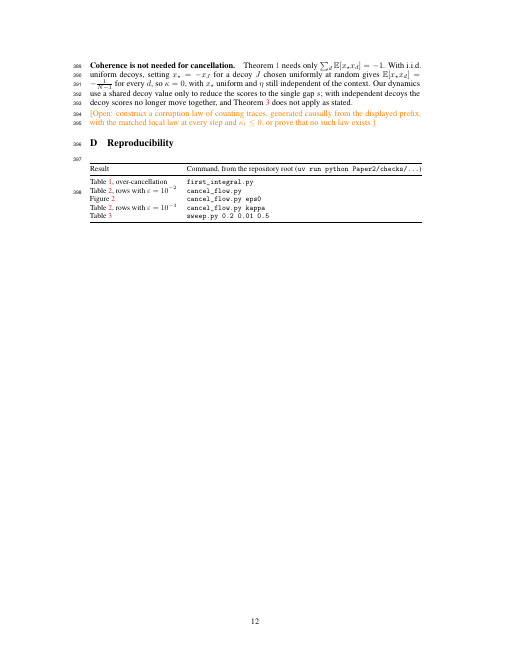 389 Coherence is not needed for cancellation. Theorem 1 needs only ∑_d 𝔼[x_*x_d] = −1. With i.i.d.
390 uniform decoys, setting x_* = −x_J for a decoy J chosen uniformly at random gives 𝔼[x_*x_d] =
391 −1/(N−1) for every d, so κ = 0, with x_* uniform and η still independent of the context. Our dynamics
392 use a shared decoy value only to reduce the scores to the single gap s; with independent decoys the
393 decoy scores no longer move together, and Theorem 3 does not apply as stated.
394 [Open: construct a corruption law of counting traces, generated causally from the displayed prefix,
395 with the matched local law at every step and κ_t ≤ 0, or prove that no such law exists.]
396 D Reproducibility
397
Result Command, from the repository root (uv run python Paper2/checks/...)
Table 1, over-cancellation first_integral.py
398 Table 2, rows with ε = 10⁻² cancel_flow.py
Figure 2 cancel_flow.py eps0
Table 2, rows with ε = 10⁻³ cancel_flow.py kappa
Table 3 sweep.py 0.2 0.01 0.5
12